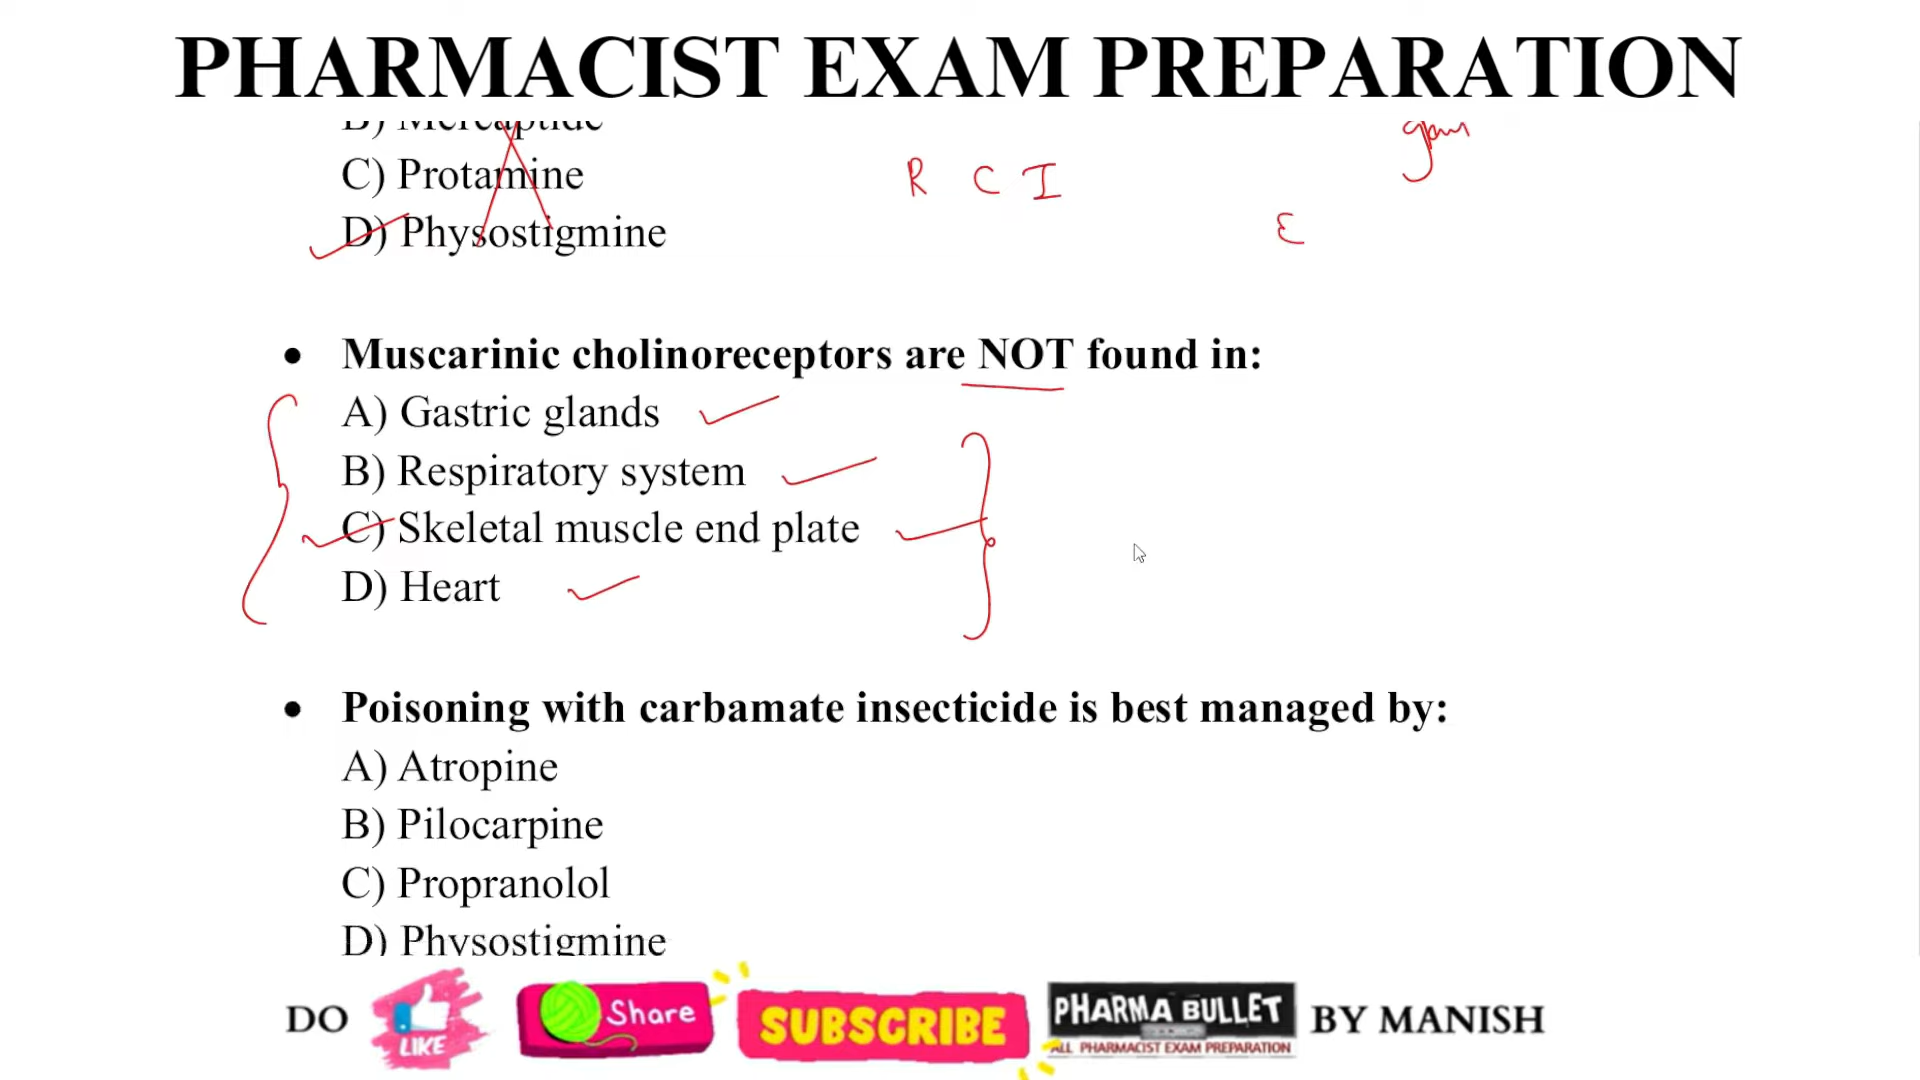 PHARMACIST EXAM PREPARATION
B) Mercaptide
gam
C) Protamine
R C I
D) Physostigmine
ε
• Muscarinic cholinoreceptors are NOT found in:
A) Gastric glands
B) Respiratory system
C) Skeletal muscle end plate
D) Heart
• Poisoning with carbamate insecticide is best managed by:
A) Atropine
B) Pilocarpine
C) Propranolol
D) Physostigmine
DO LIKE Share SUBSCRIBE PHARMA BULLET BY MANISH
ALL PHARMACIST EXAM PREPARATION